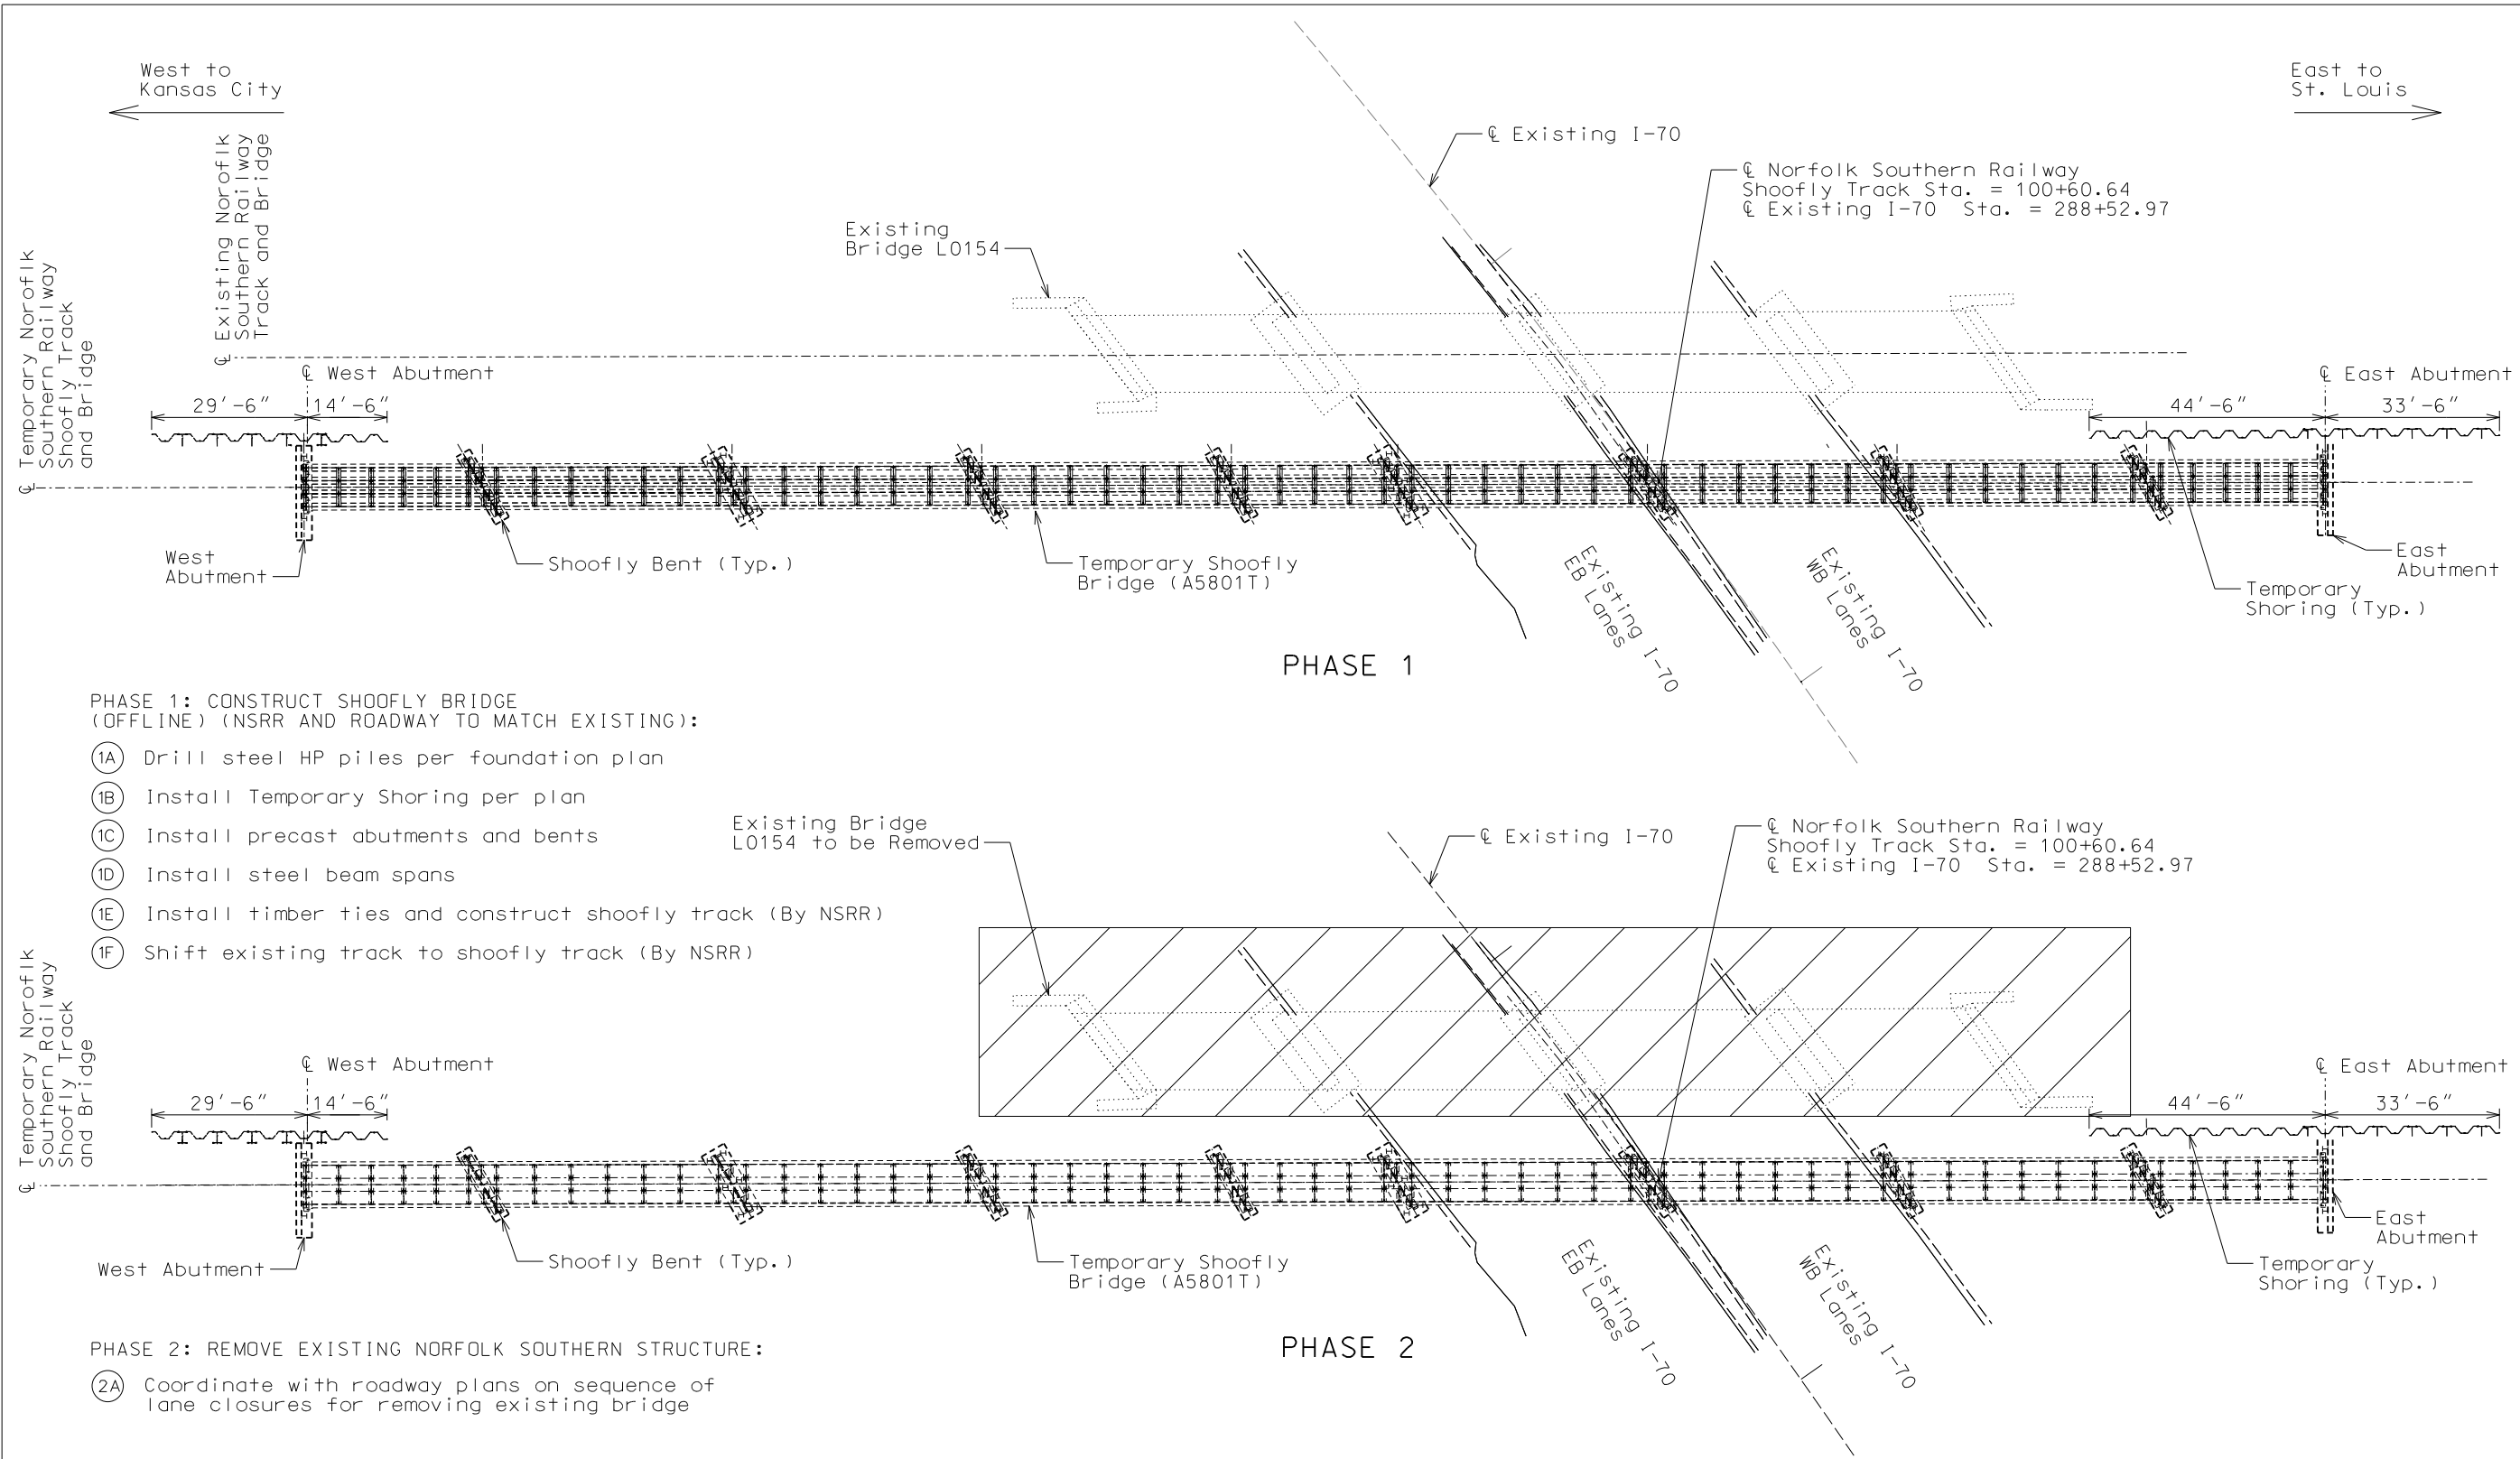 West to
Kansas City
East to
St. Louis
℄ Existing I-70
℄ Norfolk Southern Railway
Shoofly Track Sta. = 100+60.64
℄ Existing I-70 Sta. = 288+52.97
Existing
Bridge L0154
℄ Existing Noroflk
Southern Railway
Track and Bridge
℄ Temporary Noroflk
Southern Railway
Shoofly Track
and Bridge
℄ West Abutment
29'-6"
14'-6"
℄ East Abutment
44'-6"
33'-6"
West
Abutment
Shoofly Bent (Typ.)
Temporary Shoofly
Bridge (A5801T)
Existing I-70
EB Lanes
Existing I-70
WB Lanes
East
Abutment
Temporary
Shoring (Typ.)
PHASE 1
PHASE 1: CONSTRUCT SHOOFLY BRIDGE
(OFFLINE) (NSRR AND ROADWAY TO MATCH EXISTING):
1A Drill steel HP piles per foundation plan
1B Install Temporary Shoring per plan
1C Install precast abutments and bents
1D Install steel beam spans
1E Install timber ties and construct shoofly track (By NSRR)
1F Shift existing track to shoofly track (By NSRR)
Existing Bridge
L0154 to be Removed
℄ Existing I-70
℄ Norfolk Southern Railway
Shoofly Track Sta. = 100+60.64
℄ Existing I-70 Sta. = 288+52.97
℄ Temporary Noroflk
Southern Railway
Shoofly Track
and Bridge
℄ West Abutment
29'-6"
14'-6"
℄ East Abutment
44'-6"
33'-6"
West Abutment
Shoofly Bent (Typ.)
Temporary Shoofly
Bridge (A5801T)
Existing I-70
EB Lanes
Existing I-70
WB Lanes
East
Abutment
Temporary
Shoring (Typ.)
PHASE 2
PHASE 2: REMOVE EXISTING NORFOLK SOUTHERN STRUCTURE:
2A Coordinate with roadway plans on sequence of
lane closures for removing existing bridge